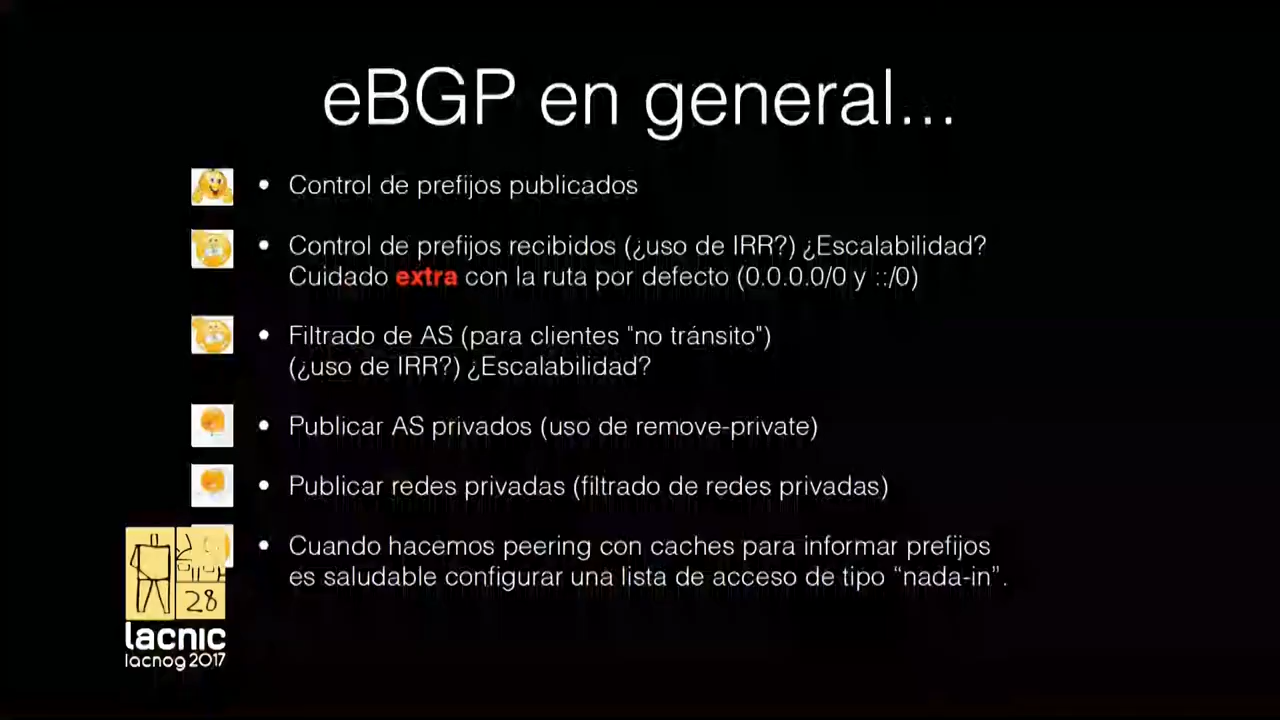 eBGP en general...
• Control de prefijos publicados
• Control de prefijos recibidos (¿uso de IRR?) ¿Escalabilidad?
Cuidado extra con la ruta por defecto (0.0.0.0/0 y ::/0)
• Filtrado de AS (para clientes "no tránsito")
(¿uso de IRR?) ¿Escalabilidad?
• Publicar AS privados (uso de remove-private)
• Publicar redes privadas (filtrado de redes privadas)
• Cuando hacemos peering con caches para informar prefijos
es saludable configurar una lista de acceso de tipo “nada-in”.
28
lacnic
lacnog 2017